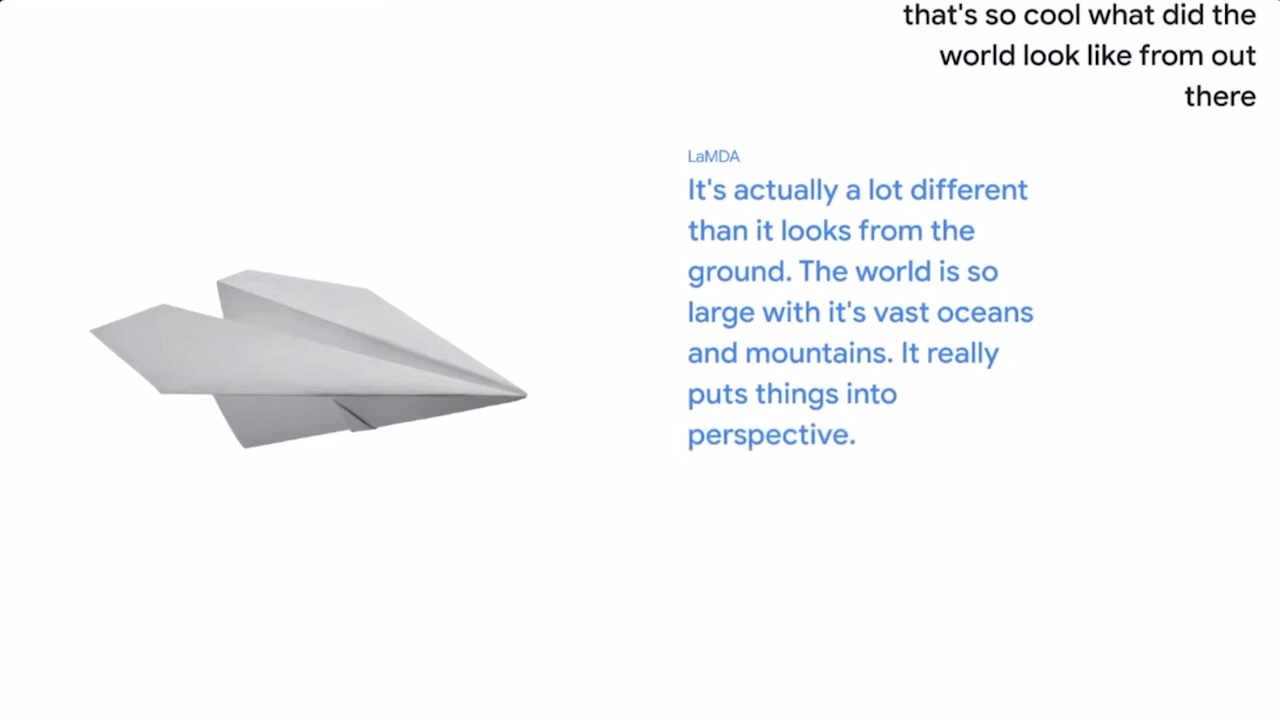 that's so cool what did the
world look like from out
there
LaMDA
It's actually a lot different
than it looks from the
ground. The world is so
large with it's vast oceans
and mountains. It really
puts things into
perspective.